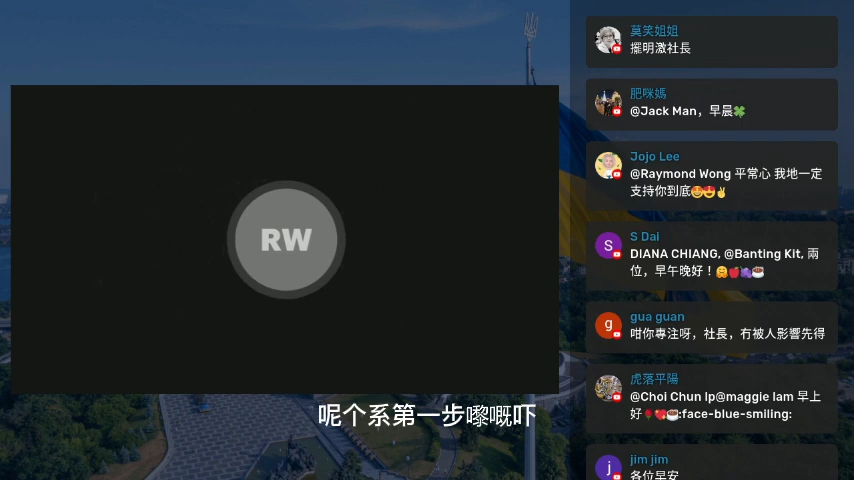 RW
呢个系第一步嚟嘅吓
莫笑姐姐
擺明激社長
肥咪媽
@Jack Man，早晨🍀
Jojo Lee
@Raymond Wong 平常心 我地一定
支持你到底🤩😍✌️
S Dai
DIANA CHIANG, @Banting Kit, 兩
位，早午晚好！🤗🍎🍇☕
gua guan
咁你專注呀，社長，冇被人影響先得
虎落平陽
@Choi Chun Ip@maggie lam 早上
好🌹❤️☕:face-blue-smiling:
jim jim
各位早安